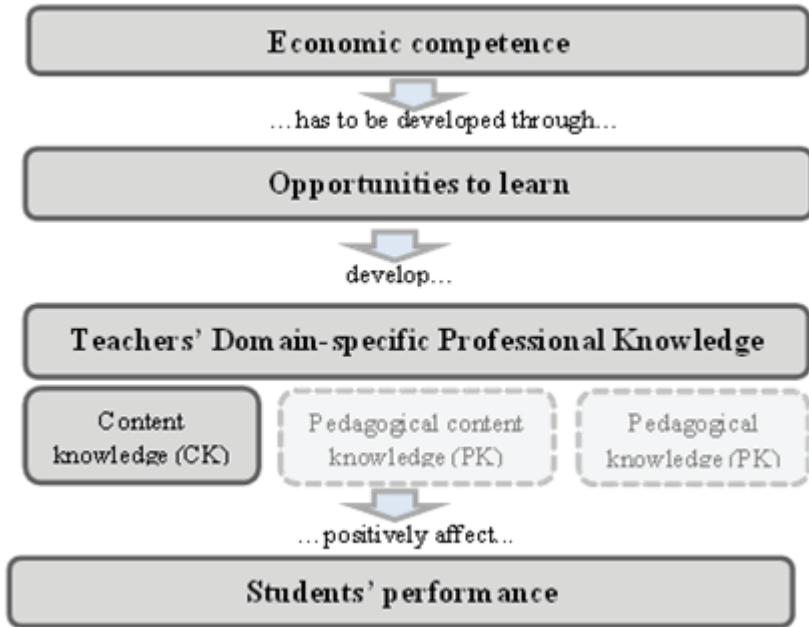 Economic competence
…has to be developed through…
Opportunities to learn
develop…
Teachers’ Domain-specific Professional Knowledge
Content
knowledge (CK)
Pedagogical content
knowledge (PK)
Pedagogical
knowledge (PK)
…positively affect...
Students’ performance